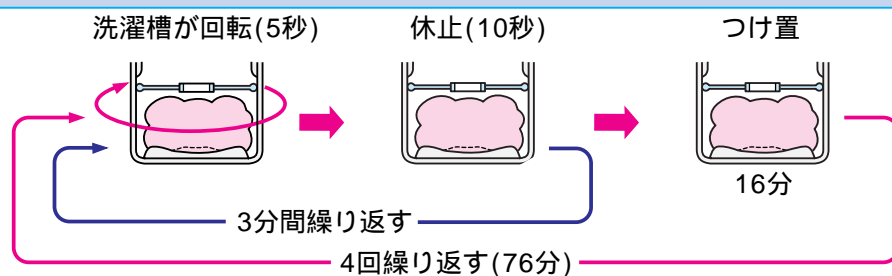 洗濯槽が回転(5秒)
休止(10秒)
つけ置
16分
3分間繰り返す
4回繰り返す(76分)